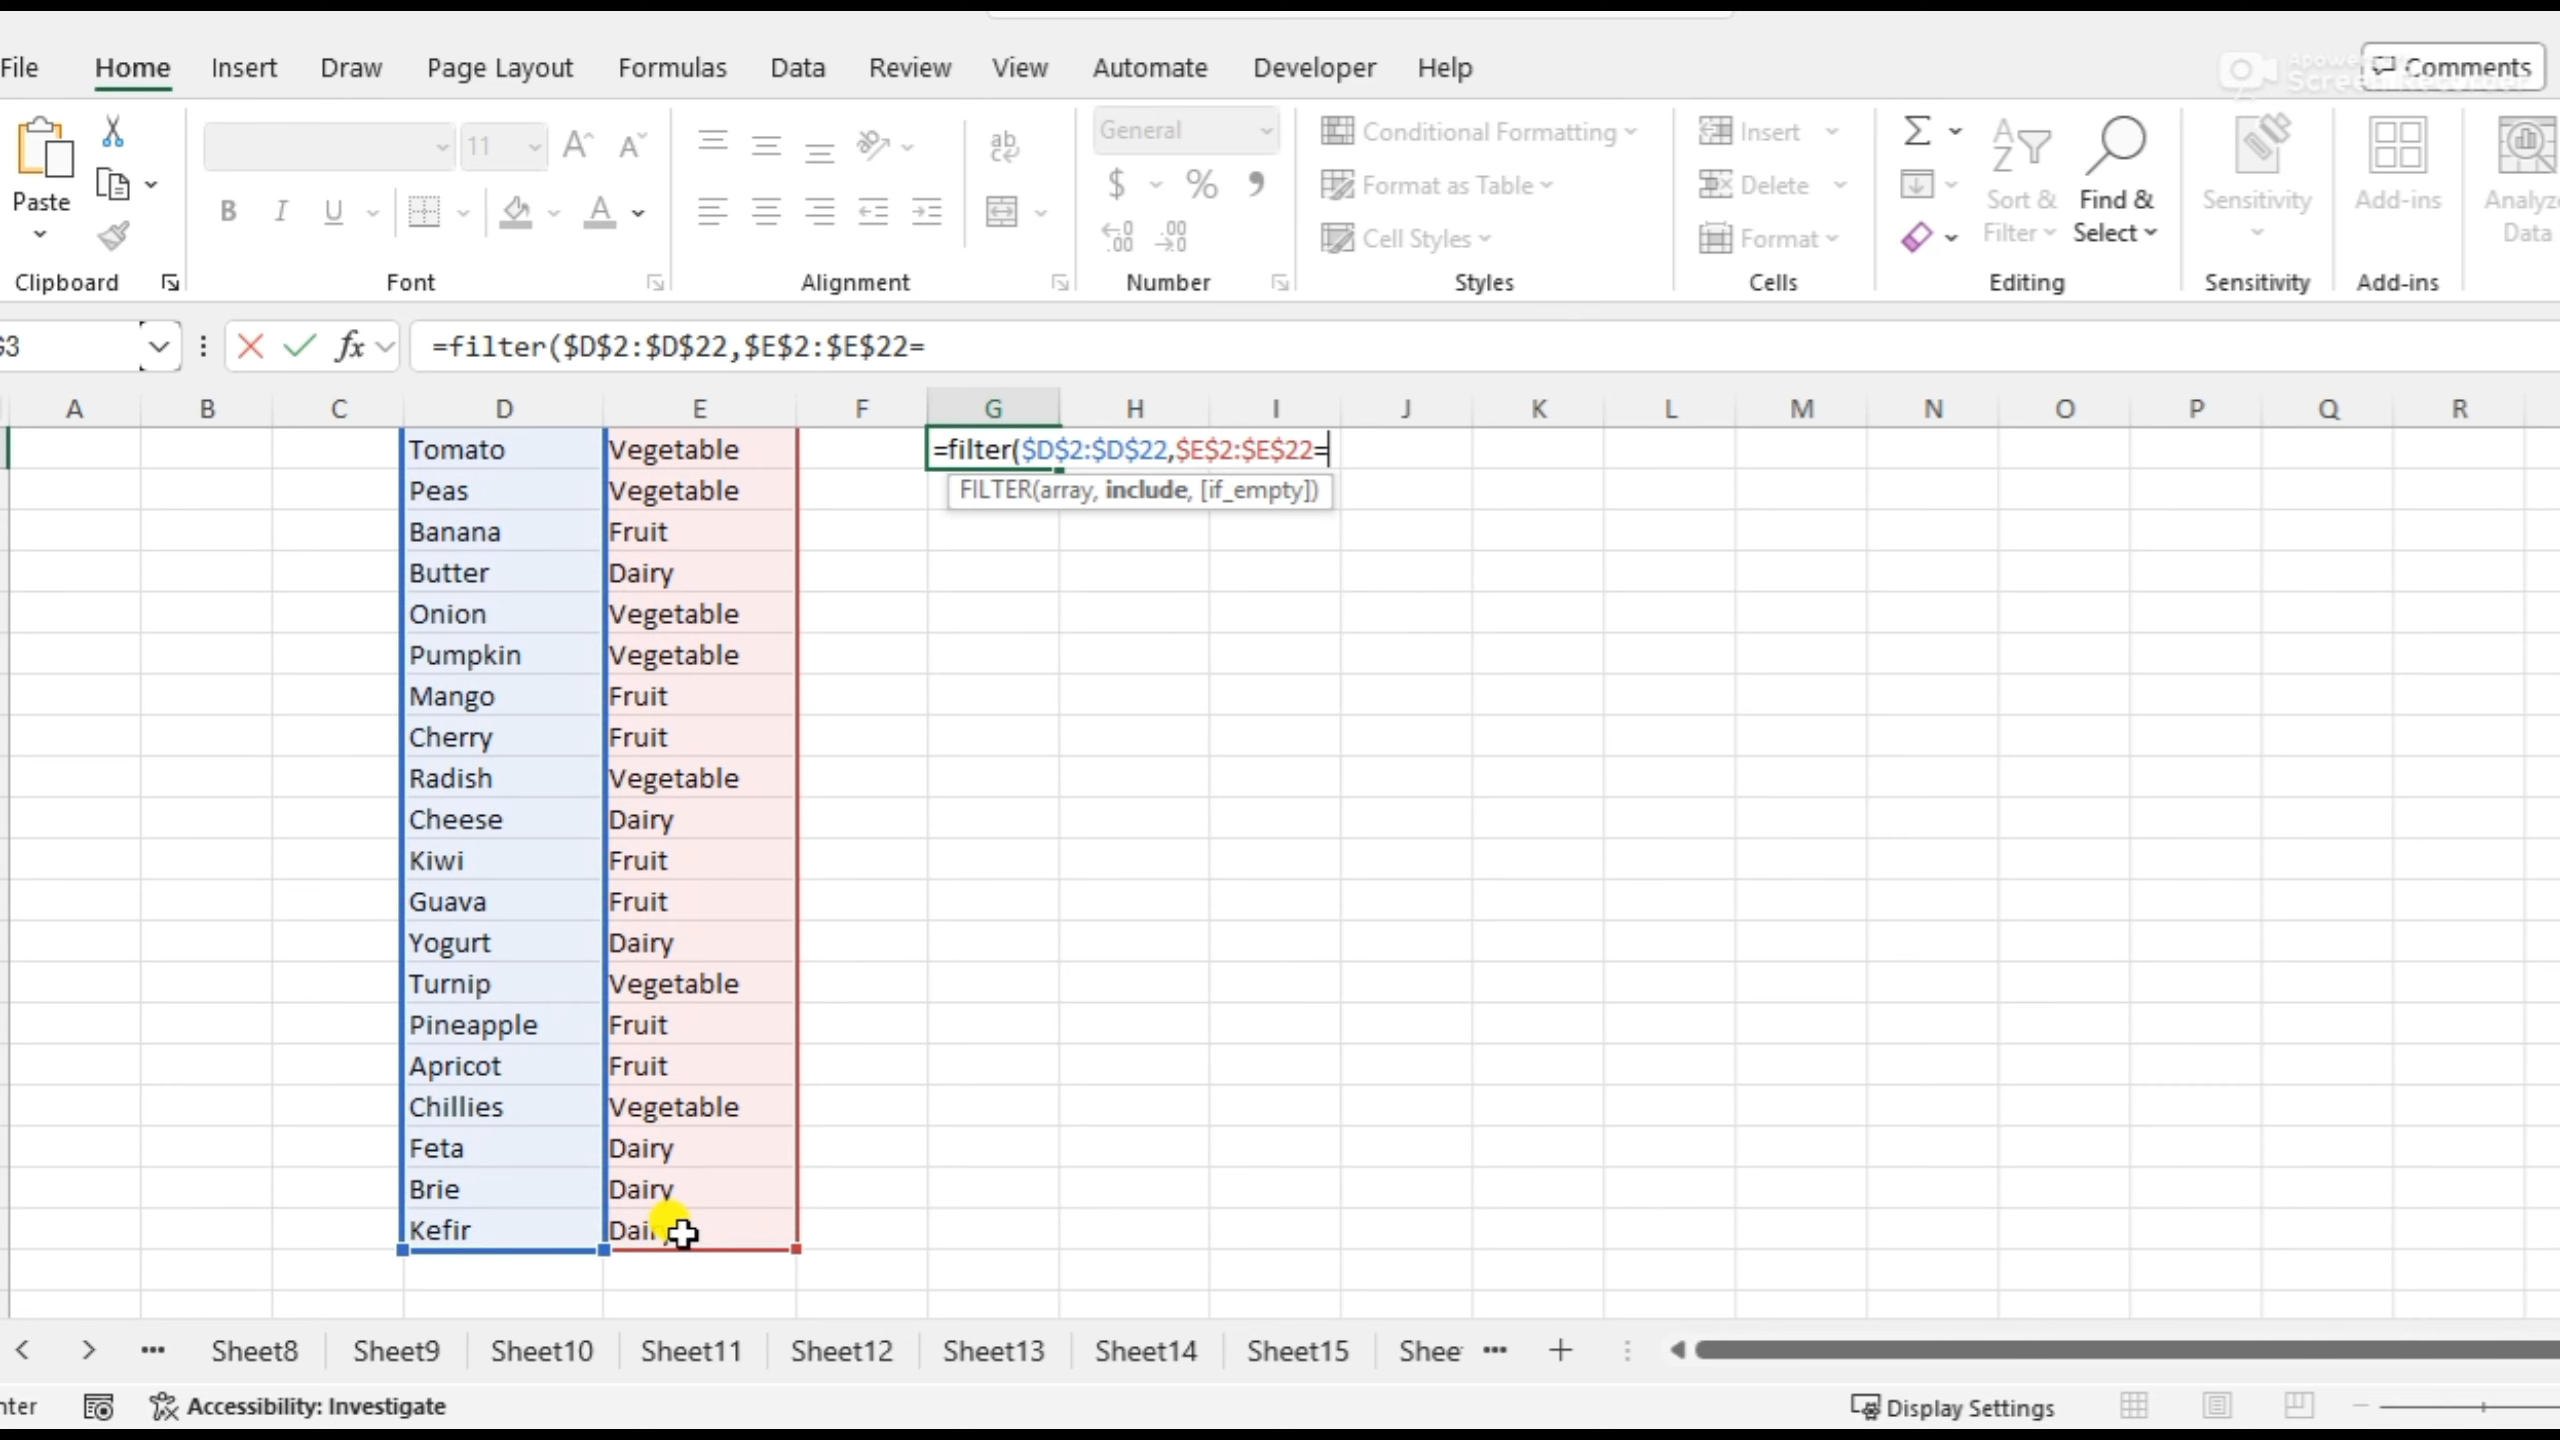 File Home Insert Draw Page Layout Formulas Data Review View Automate Developer Help Comments
Paste
11
General
Conditional Formatting
Format as Table
Cell Styles
Insert
Delete
Format
Sort & Filter
Find & Select
Sensitivity
Add-ins
Data
Clipboard Font Alignment Number Styles Cells Editing Sensitivity Add-ins
=filter($D$2:$D$22,$E$2:$E$22=
A B C D E F G H I J K L M N O P Q R
Tomato Vegetable =filter($D$2:$D$22,$E$2:$E$22=
Peas Vegetable FILTER(array, include, [if_empty])
Banana Fruit
Butter Dairy
Onion Vegetable
Pumpkin Vegetable
Mango Fruit
Cherry Fruit
Radish Vegetable
Cheese Dairy
Kiwi Fruit
Guava Fruit
Yogurt Dairy
Turnip Vegetable
Pineapple Fruit
Apricot Fruit
Chillies Vegetable
Feta Dairy
Brie Dairy
Kefir
Sheet8 Sheet9 Sheet10 Sheet11 Sheet12 Sheet13 Sheet14 Sheet15 Shee
Accessibility: Investigate Display Settings